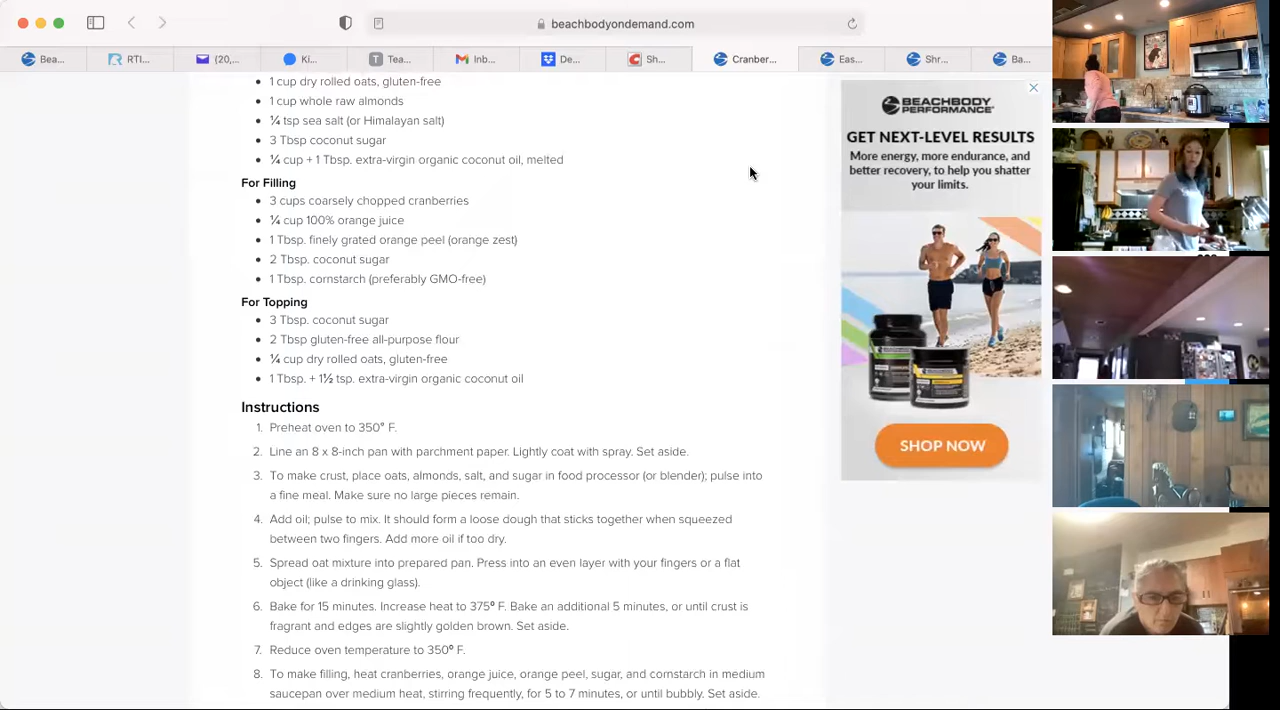 beachbodyondemand.com
Bea...
RTI...
(20,...
Ki...
Tea...
Inb...
De...
Sh...
Cranber...
Eas...
Shr...
Ba...
1 cup dry rolled oats, gluten-free
1 cup whole raw almonds
¼ tsp sea salt (or Himalayan salt)
3 Tbsp coconut sugar
¼ cup + 1 Tbsp. extra-virgin organic coconut oil, melted
For Filling
3 cups coarsely chopped cranberries
¼ cup 100% orange juice
1 Tbsp. finely grated orange peel (orange zest)
2 Tbsp. coconut sugar
1 Tbsp. cornstarch (preferably GMO-free)
For Topping
3 Tbsp. coconut sugar
2 Tbsp gluten-free all-purpose flour
¼ cup dry rolled oats, gluten-free
1 Tbsp. + 1½ tsp. extra-virgin organic coconut oil
Instructions
1. Preheat oven to 350° F.
2. Line an 8 x 8-inch pan with parchment paper. Lightly coat with spray. Set aside.
3. To make crust, place oats, almonds, salt, and sugar in food processor (or blender); pulse into
a fine meal. Make sure no large pieces remain.
4. Add oil; pulse to mix. It should form a loose dough that sticks together when squeezed
between two fingers. Add more oil if too dry.
5. Spread oat mixture into prepared pan. Press into an even layer with your fingers or a flat
object (like a drinking glass).
6. Bake for 15 minutes. Increase heat to 375º F. Bake an additional 5 minutes, or until crust is
fragrant and edges are slightly golden brown. Set aside.
7. Reduce oven temperature to 350º F.
8. To make filling, heat cranberries, orange juice, orange peel, sugar, and cornstarch in medium
saucepan over medium heat, stirring frequently, for 5 to 7 minutes, or until bubbly. Set aside.
BEACHBODY
PERFORMANCE
GET NEXT-LEVEL RESULTS
More energy, more endurance, and
better recovery, to help you shatter
your limits.
SHOP NOW